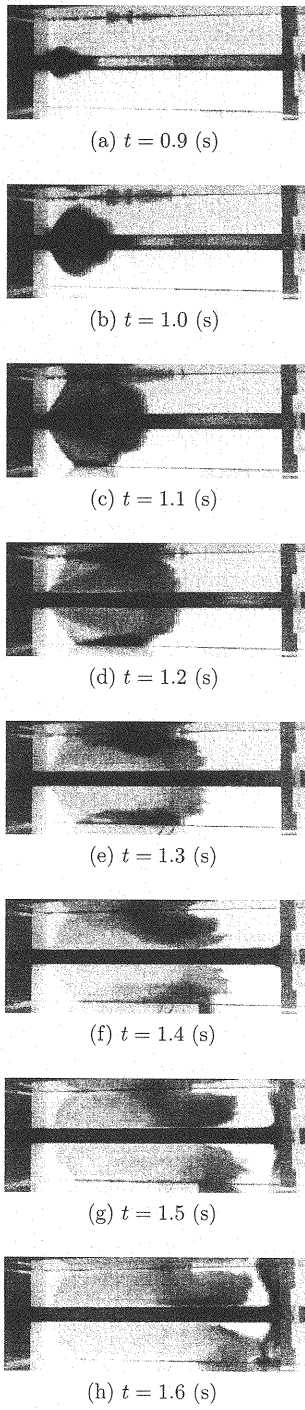 (a) t = 0.9 (s)
(b) t = 1.0 (s)
(c) t = 1.1 (s)
(d) t = 1.2 (s)
(e) t = 1.3 (s)
(f) t = 1.4 (s)
(g) t = 1.5 (s)
(h) t = 1.6 (s)